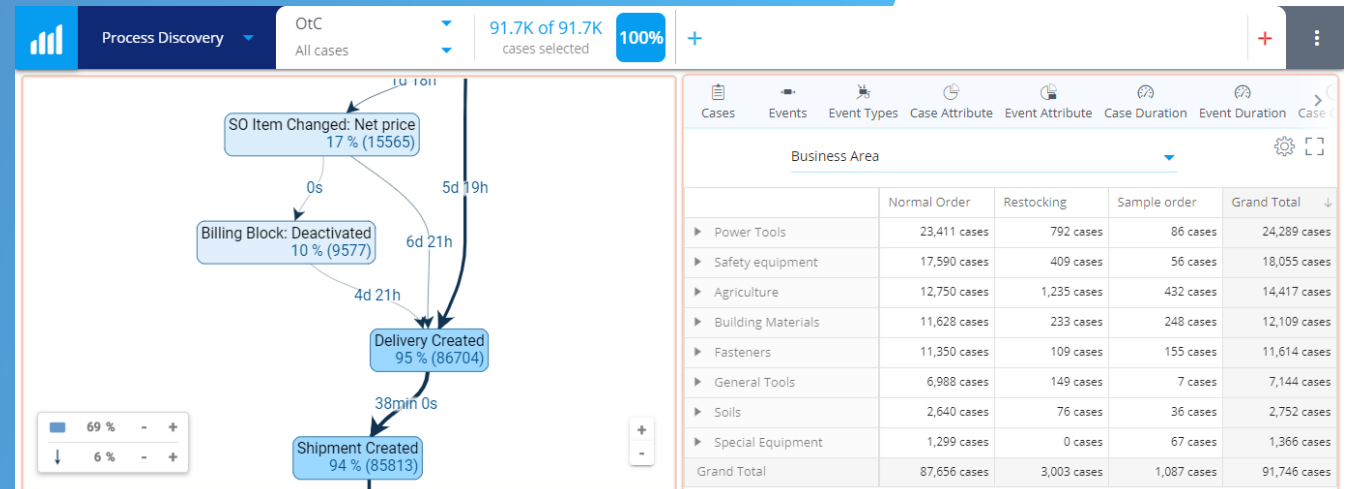 Process Discovery
OtC
All cases
91.7K of 91.7K
cases selected
100%
+
+
1d 18h
SO Item Changed: Net price
17 % (15565)
0s
5d 19h
Billing Block: Deactivated
10 % (9577)
6d 21h
4d 21h
Delivery Created
95 % (86704)
38min 0s
Shipment Created
94 % (85813)
69 % - +
6 % - +
+
-
Cases Events Event Types Case Attribute Event Attribute Case Duration Event Duration Case
Business Area
Normal Order Restocking Sample order Grand Total ↓
Power Tools 23,411 cases 792 cases 86 cases 24,289 cases
Safety equipment 17,590 cases 409 cases 56 cases 18,055 cases
Agriculture 12,750 cases 1,235 cases 432 cases 14,417 cases
Building Materials 11,628 cases 233 cases 248 cases 12,109 cases
Fasteners 11,350 cases 109 cases 155 cases 11,614 cases
General Tools 6,988 cases 149 cases 7 cases 7,144 cases
Soils 2,640 cases 76 cases 36 cases 2,752 cases
Special Equipment 1,299 cases 0 cases 67 cases 1,366 cases
Grand Total 87,656 cases 3,003 cases 1,087 cases 91,746 cases